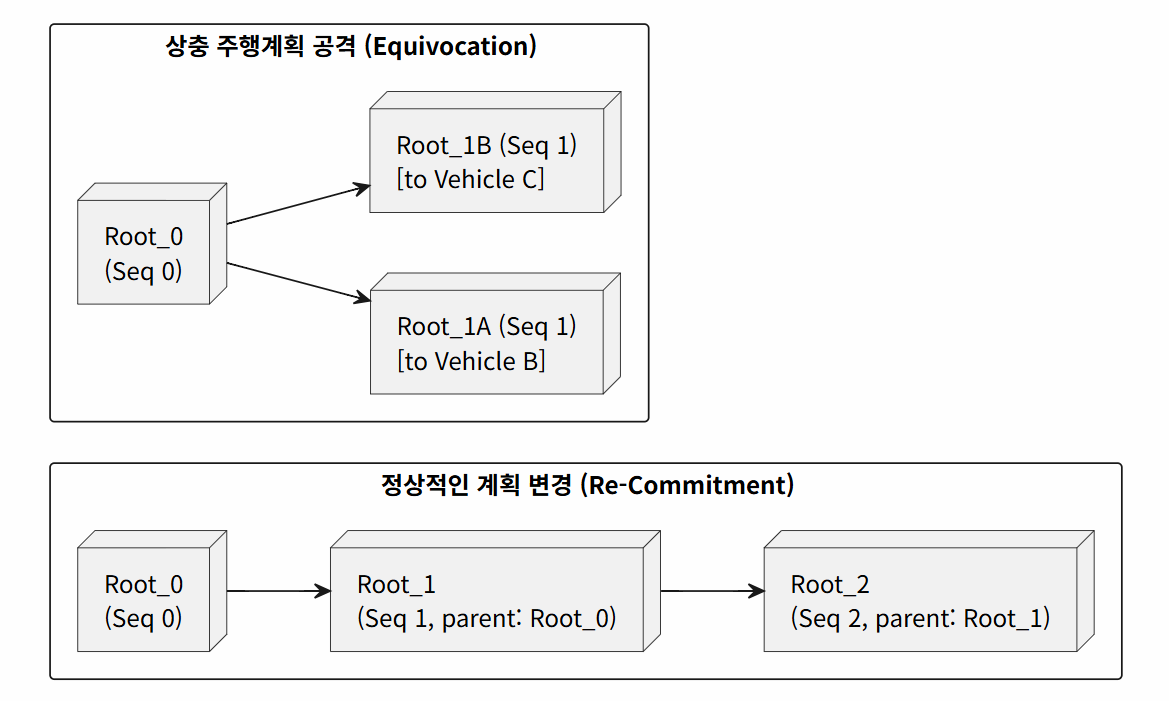 상충 주행계획 공격 (Equivocation)
Root_1B (Seq 1)
[to Vehicle C]
Root_0
(Seq 0)
Root_1A (Seq 1)
[to Vehicle B]
정상적인 계획 변경 (Re-Commitment)
Root_0
(Seq 0)
Root_1
(Seq 1, parent: Root_0)
Root_2
(Seq 2, parent: Root_1)